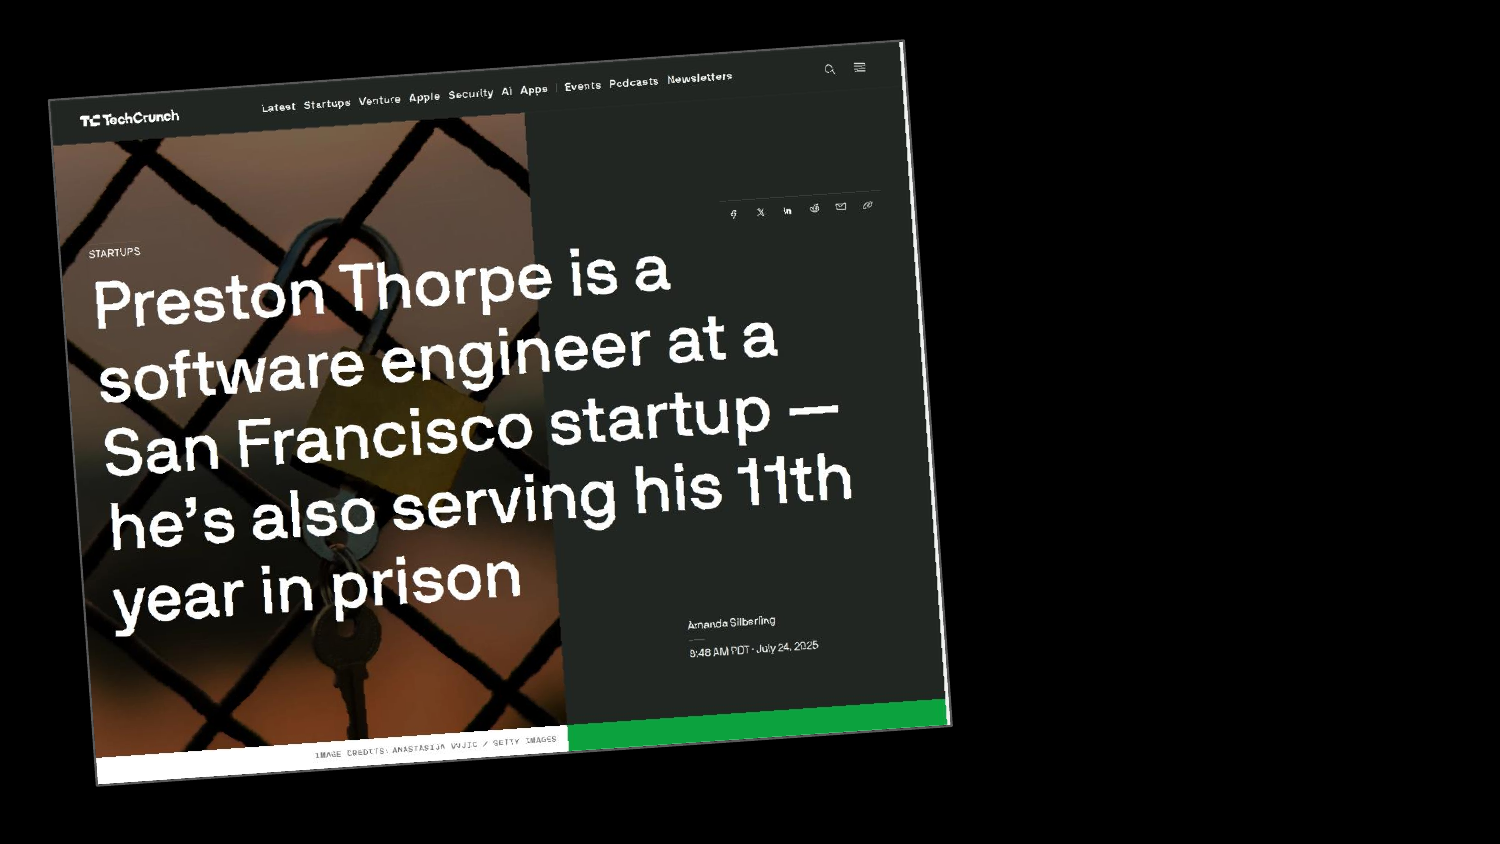 TechCrunch
Latest Startups Venture Apple Security AI Apps | Events Podcasts Newsletters
STARTUPS
Preston Thorpe is a
software engineer at a
San Francisco startup —
he’s also serving his 11th
year in prison
Amanda Silberling
8:48 AM PDT · July 24, 2025
IMAGE CREDITS: ANASTASIJA VUJIC / GETTY IMAGES